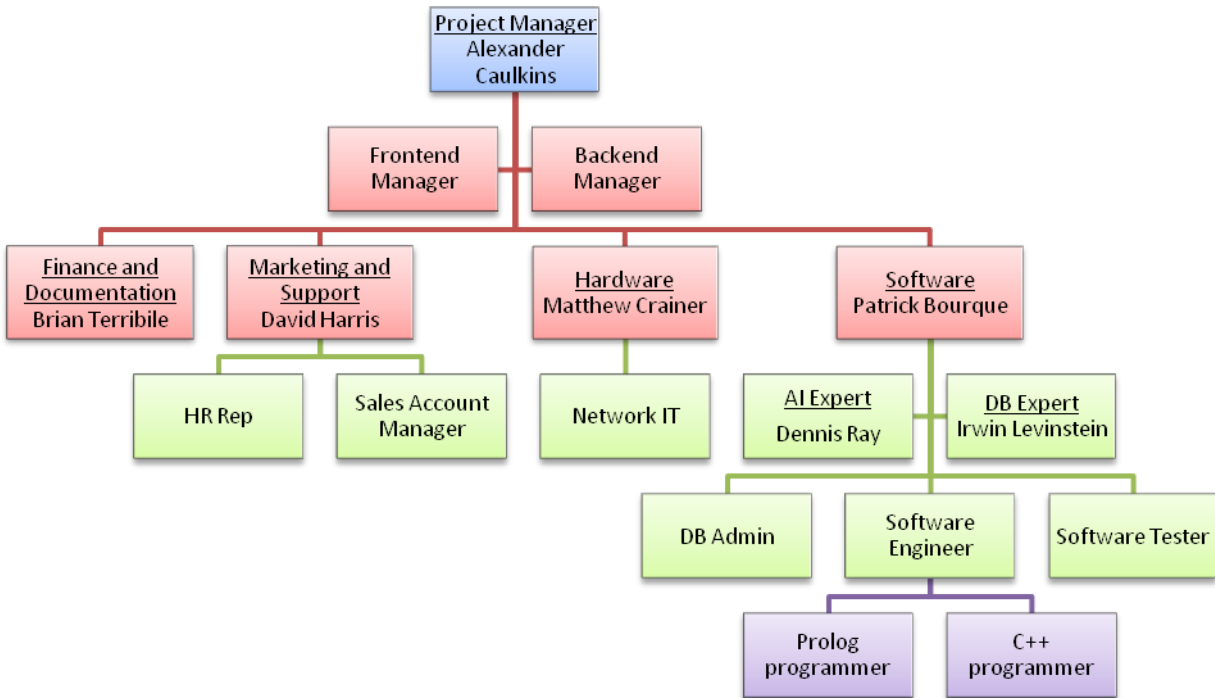 Project Manager
Alexander
Caulkins
Frontend
Manager
Backend
Manager
Finance and
Documentation
Brian Terribile
Marketing and
Support
David Harris
Hardware
Matthew Crainer
Software
Patrick Bourque
HR Rep
Sales Account
Manager
Network IT
AI Expert
Dennis Ray
DB Expert
Irwin Levinstein
DB Admin
Software
Engineer
Software Tester
Prolog
programmer
C++
programmer